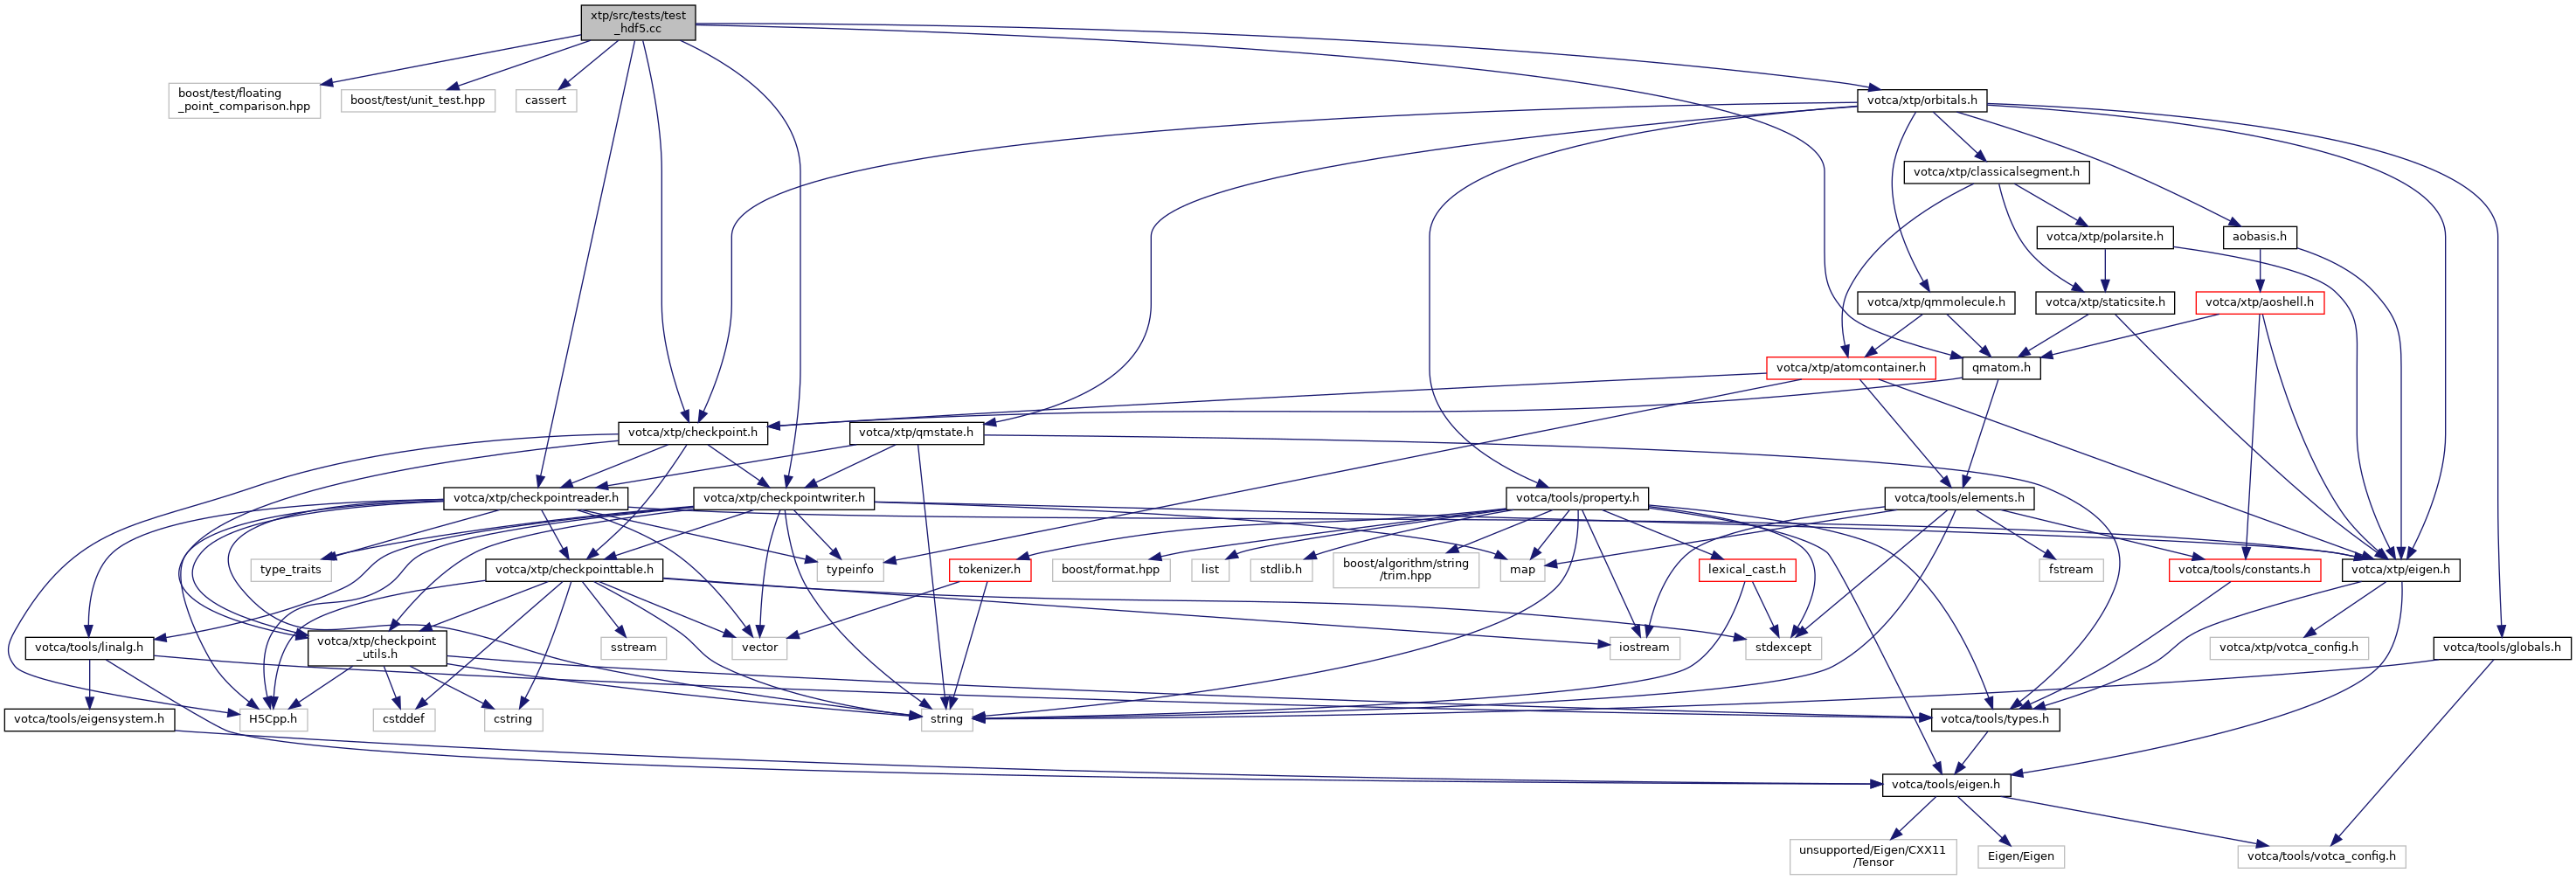 xtp/src/tests/test
_hdf5.cc
boost/test/floating
_point_comparison.hpp
boost/test/unit_test.hpp
cassert
votca/xtp/orbitals.h
votca/xtp/classicalsegment.h
votca/xtp/polarsite.h
aobasis.h
votca/xtp/qmmolecule.h
votca/xtp/staticsite.h
votca/xtp/aoshell.h
votca/xtp/atomcontainer.h
qmatom.h
votca/xtp/checkpoint.h
votca/xtp/qmstate.h
votca/xtp/checkpointreader.h
votca/xtp/checkpointwriter.h
votca/tools/property.h
votca/tools/elements.h
type_traits
votca/xtp/checkpointtable.h
typeinfo
tokenizer.h
boost/format.hpp
list
stdlib.h
boost/algorithm/string
/trim.hpp
map
lexical_cast.h
fstream
votca/tools/constants.h
votca/xtp/eigen.h
votca/tools/linalg.h
votca/xtp/checkpoint
_utils.h
sstream
vector
iostream
stdexcept
votca/xtp/votca_config.h
votca/tools/globals.h
votca/tools/eigensystem.h
H5Cpp.h
cstddef
cstring
string
votca/tools/types.h
votca/tools/eigen.h
unsupported/Eigen/CXX11
/Tensor
Eigen/Eigen
votca/tools/votca_config.h